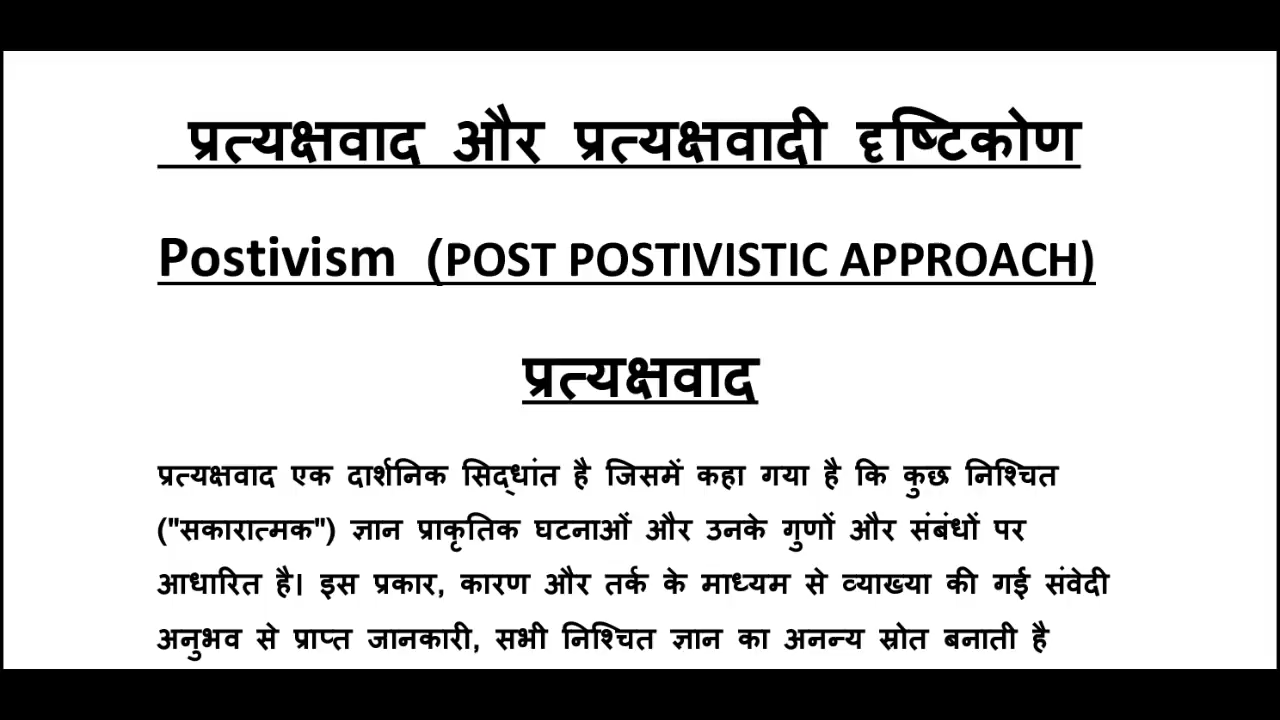 प्रत्यक्षवाद और प्रत्यक्षवादी दृष्टिकोण
Postivism (POST POSTIVISTIC APPROACH)
प्रत्यक्षवाद
प्रत्यक्षवाद एक दार्शनिक सिद्धांत है जिसमें कहा गया है कि कुछ निश्चित
("सकारात्मक") ज्ञान प्राकृतिक घटनाओं और उनके गुणों और संबंधों पर
आधारित है। इस प्रकार, कारण और तर्क के माध्यम से व्याख्या की गई संवेदी
अनुभव से प्राप्त जानकारी, सभी निश्चित ज्ञान का अनन्य स्रोत बनाती है